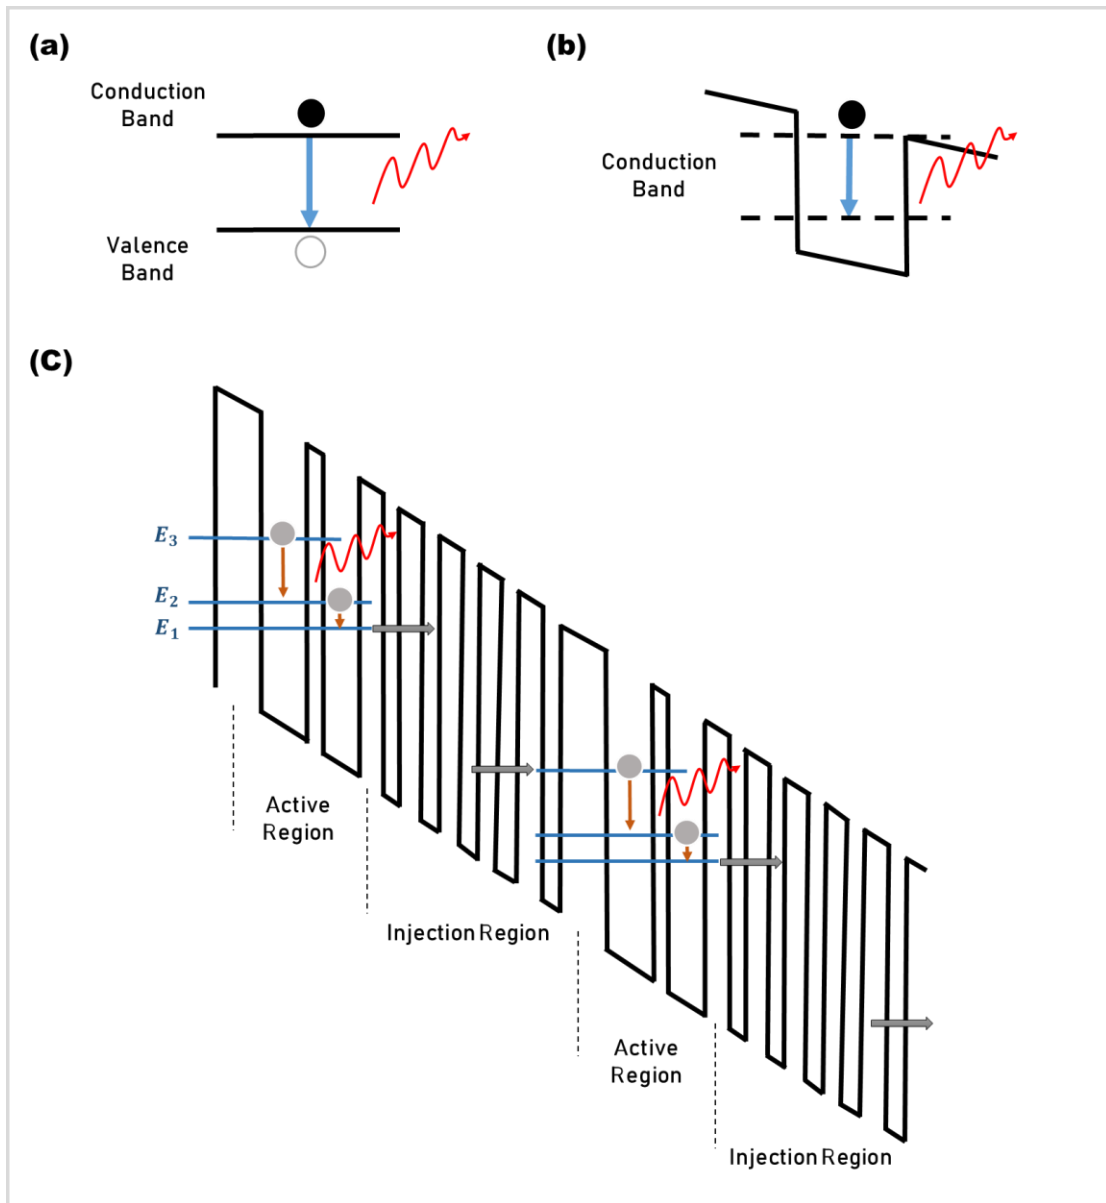 (a)
Conduction
Band
Valence
Band
(b)
Conduction
Band
(C)
E₃
E₂
E₁
Active
Region
Injection Region
Active
Region
Injection Region